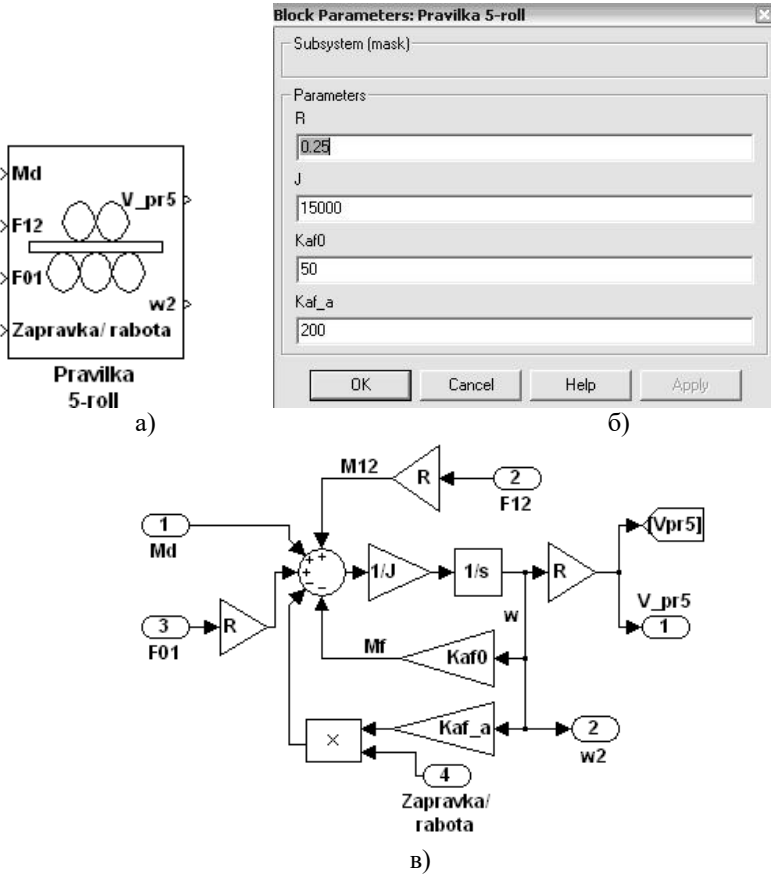 Md
V_pr5
F12
F01
w2
Zapravka/ rabota
Pravilka
5-roll
а)
Block Parameters: Pravilka 5-roll
Subsystem (mask)
Parameters
R
0.25
J
15000
Kaf0
50
Kaf_a
200
OK
Cancel
Help
Apply
б)
M12
R
2
F12
1
Md
[Vpr5]
1/J
1/s
R
V_pr5
1
3
F01
R
w
Mf
Kaf0
×
Kaf_a
2
w2
4
Zapravka/
rabota
в)